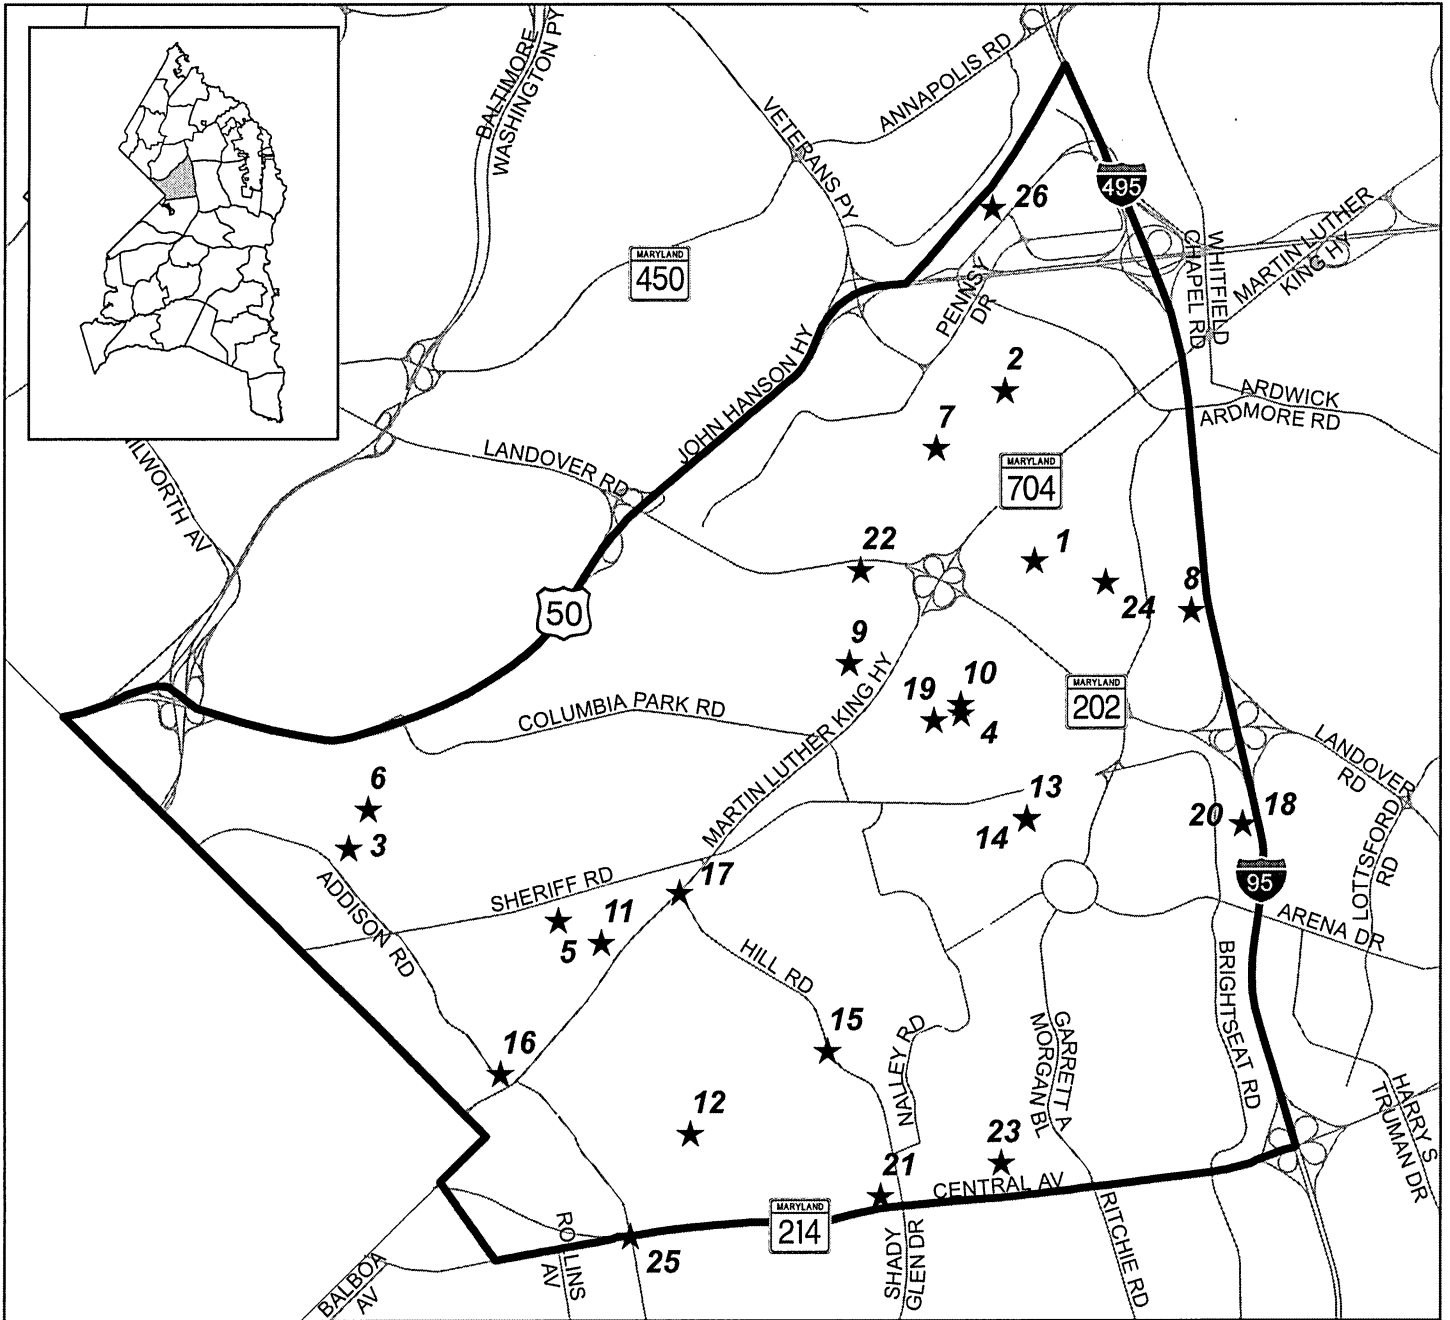 BALTIMORE
WASHINGTON PY
VETERANS PY
ANNAPOLIS RD
495
26
MARYLAND
450
WHITFIELD
CHAPEL RD
MARTIN LUTHER
KING HY
PENNSY
DR
JOHN HANSON HY
2
ARDWICK
ARDMORE RD
7
LANDOVER RD
MARYLAND
704
ILWORTH AV
22
1
24
8
50
9
10
19
4
MARYLAND
202
COLUMBIA PARK RD
MARTIN LUTHER KING HY
LANDOVER
RD
6
3
13
14
20
18
LOTTSFORD
RD
95
ADDISON RD
SHERIFF RD
17
11
5
ARENA DR
HILL RD
BRIGHTSEAT RD
15
NALLEY RD
GARRETT A
MORGAN BL
16
12
23
21
CENTRAL AV
HARRY S
TRUMAN DR
MARYLAND
214
25
ROLLINS
AV
BALBOA
AV
SHADY
GLEN DR
RITCHIE RD